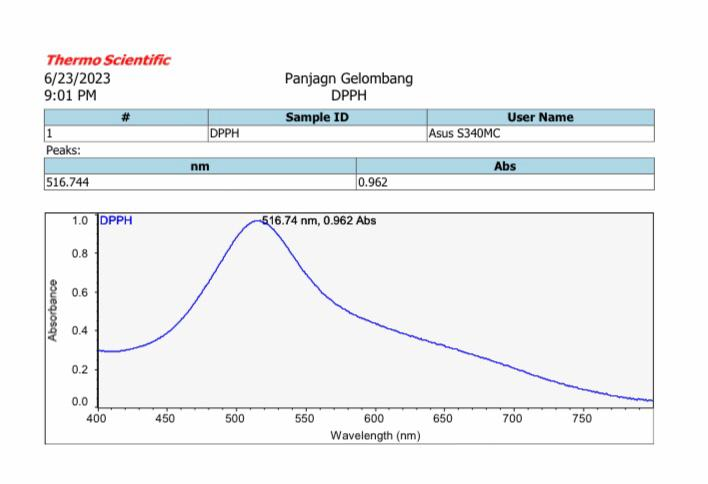 Thermo Scientific
6/23/2023
Panjagn Gelombang
9:01 PM
DPPH
# Sample ID User Name
1 DPPH Asus S340MC
Peaks:
nm Abs
516.744 0.962
DPPH
516.74 nm, 0.962 Abs
Absorbance
1.0
0.8
0.6
0.4
0.2
0.0
400 450 500 550 600 650 700 750
Wavelength (nm)